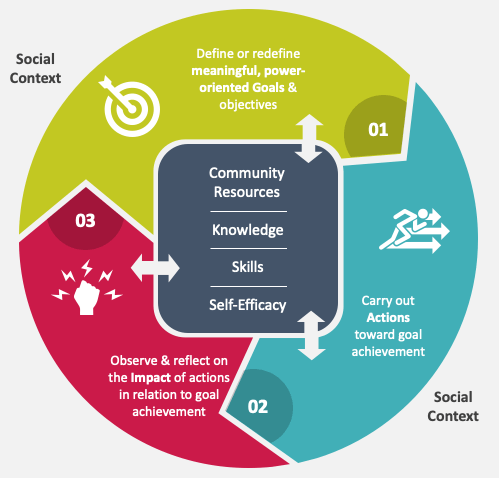 Social
Context
Define or redefine
meaningful, power-
oriented Goals &
objectives
01
Community
Resources
Knowledge
Skills
Self-Efficacy
03
Carry out
Actions
toward goal
achievement
Observe & reflect on
the Impact of actions
in relation to goal
achievement
02
Social
Context